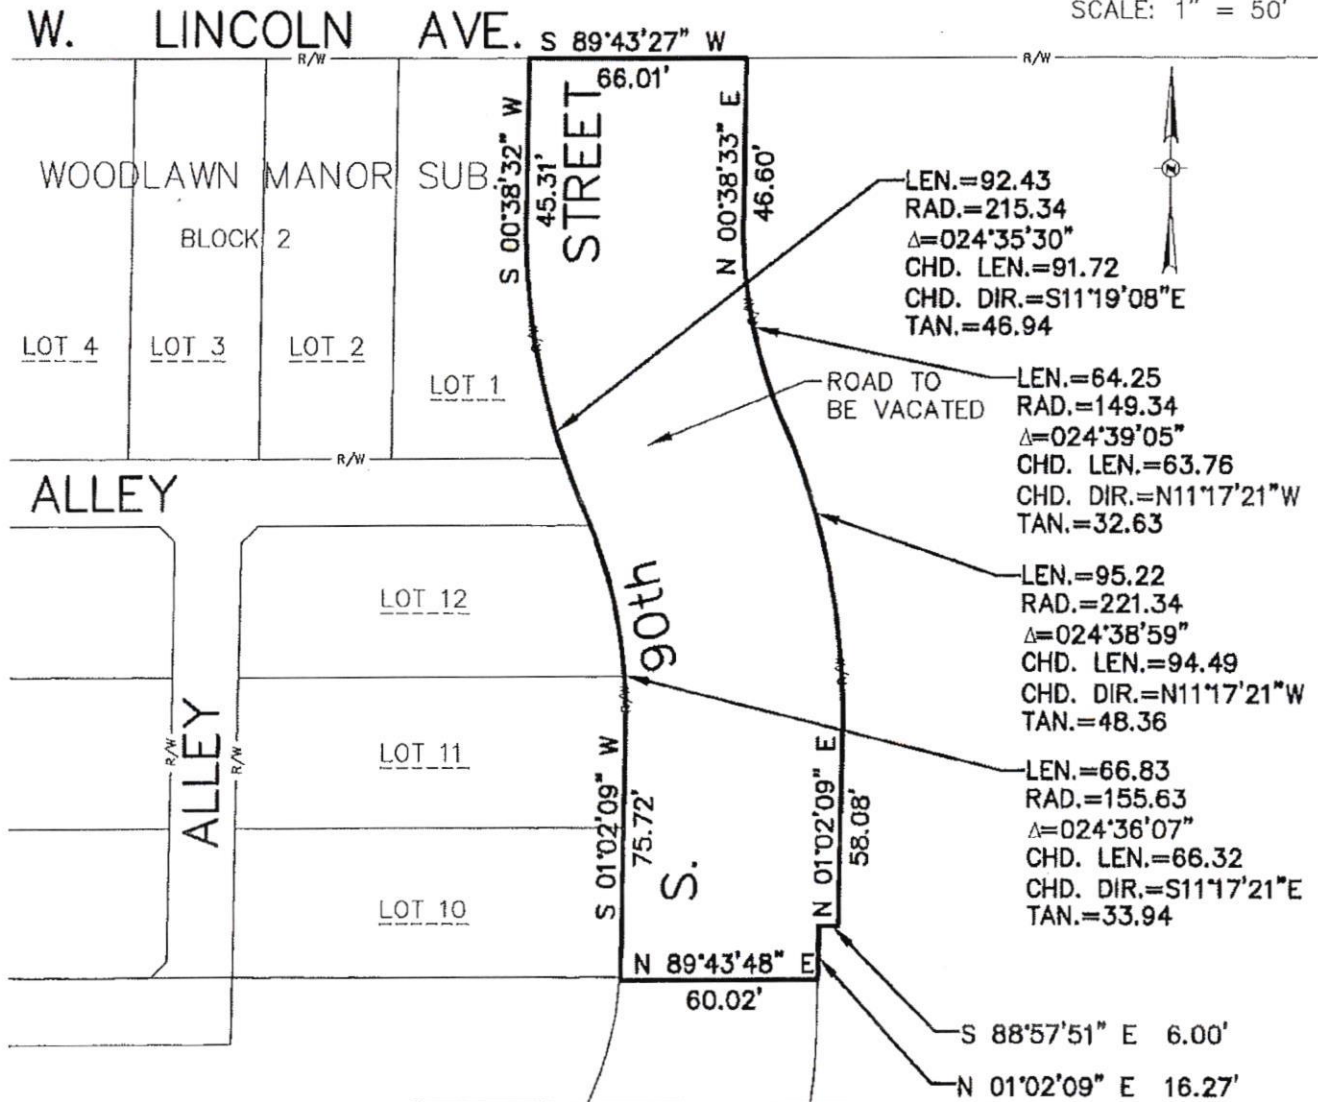 SCALE: 1" = 50'
W. LINCOLN AVE.
S 89°43'27" W
66.01'
R/W
R/W
STREET
S 00°38'32" W
45.31'
N 00°38'33" E
46.60'
WOODLAWN MANOR SUB.
BLOCK 2
LOT 4
LOT 3
LOT 2
LOT 1
N
LEN.=92.43
RAD.=215.34
Δ=024°35'30"
CHD. LEN.=91.72
CHD. DIR.=S11°19'08"E
TAN.=46.94
R/W
R/W
ROAD TO
BE VACATED
LEN.=64.25
RAD.=149.34
Δ=024°39'05"
CHD. LEN.=63.76
CHD. DIR.=N11°17'21"W
TAN.=32.63
R/W
ALLEY
LOT 12
90th
LEN.=95.22
RAD.=221.34
Δ=024°38'59"
CHD. LEN.=94.49
CHD. DIR.=N11°17'21"W
TAN.=48.36
R/W
R/W
R/W
R/W
ALLEY
LOT 11
S 01°02'09" W
75.72'
N 01°02'09" E
58.08'
LEN.=66.83
RAD.=155.63
Δ=024°36'07"
CHD. LEN.=66.32
CHD. DIR.=S11°17'21"E
TAN.=33.94
S.
LOT 10
N 89°43'48" E
60.02'
S 88°57'51" E 6.00'
N 01°02'09" E 16.27'